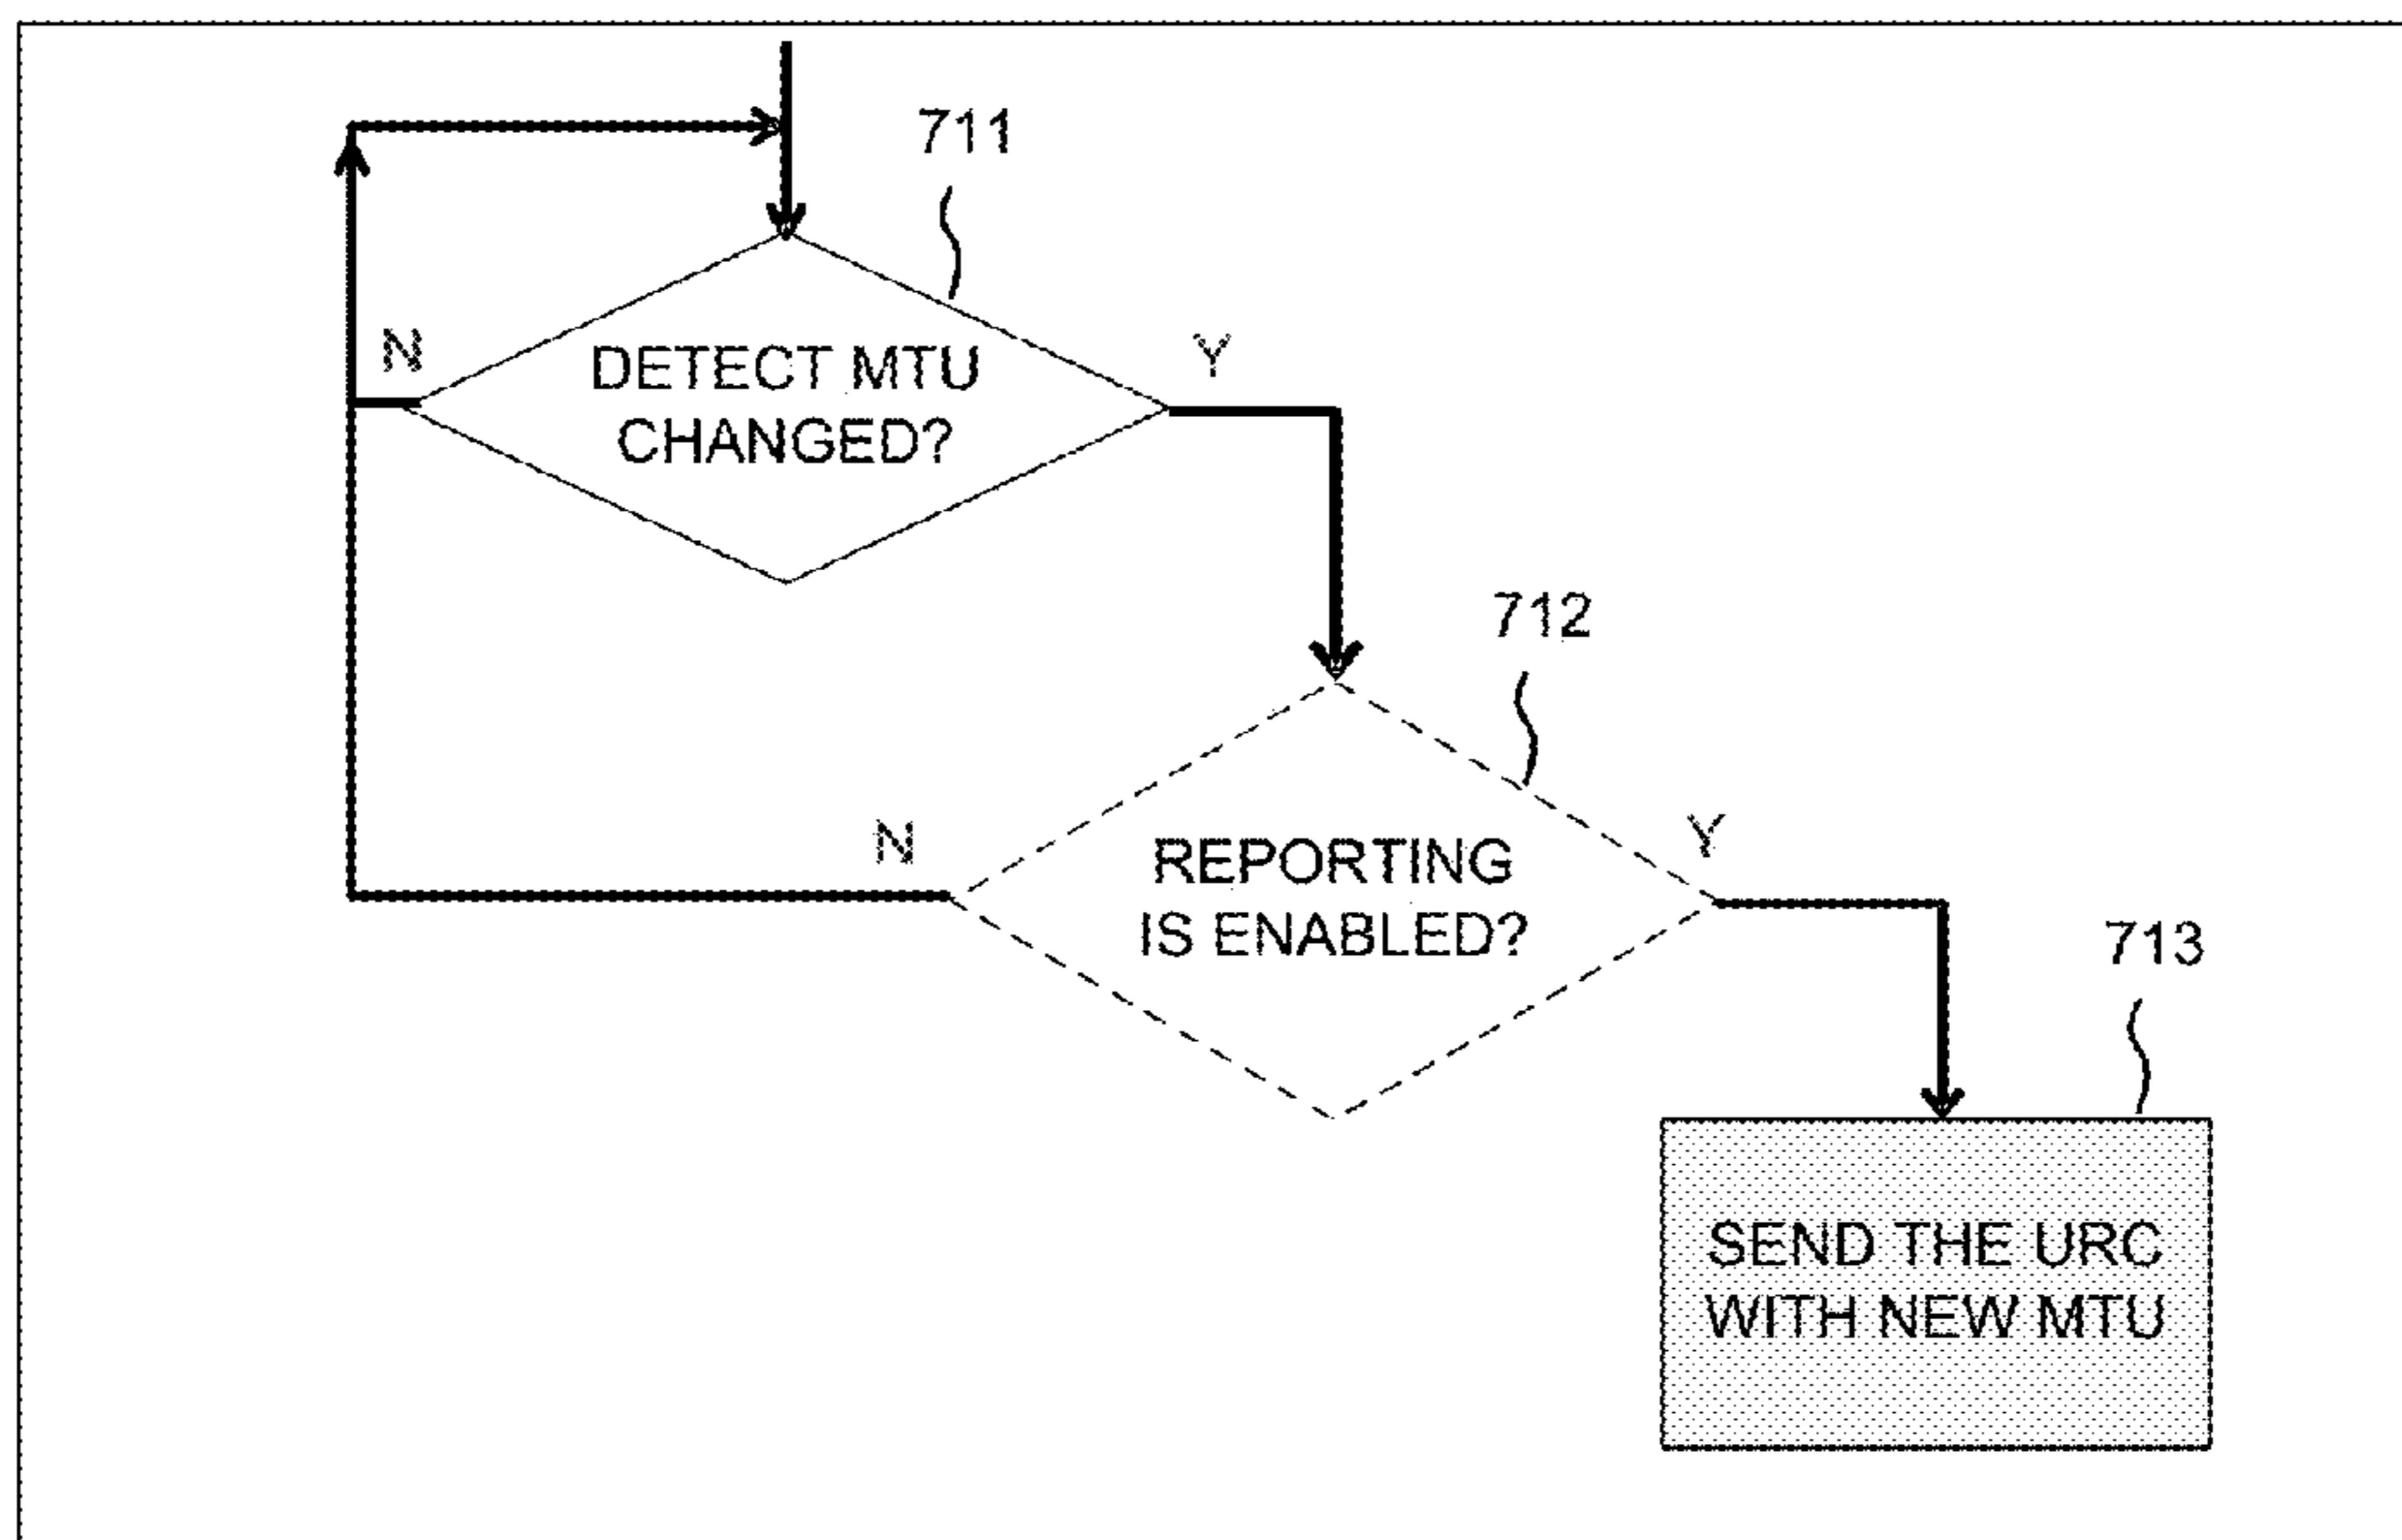 711
N
DETECT MTU
CHANGED?
Y
712
N
REPORTING
IS ENABLED?
Y
713
SEND THE URC
WITH NEW MTU